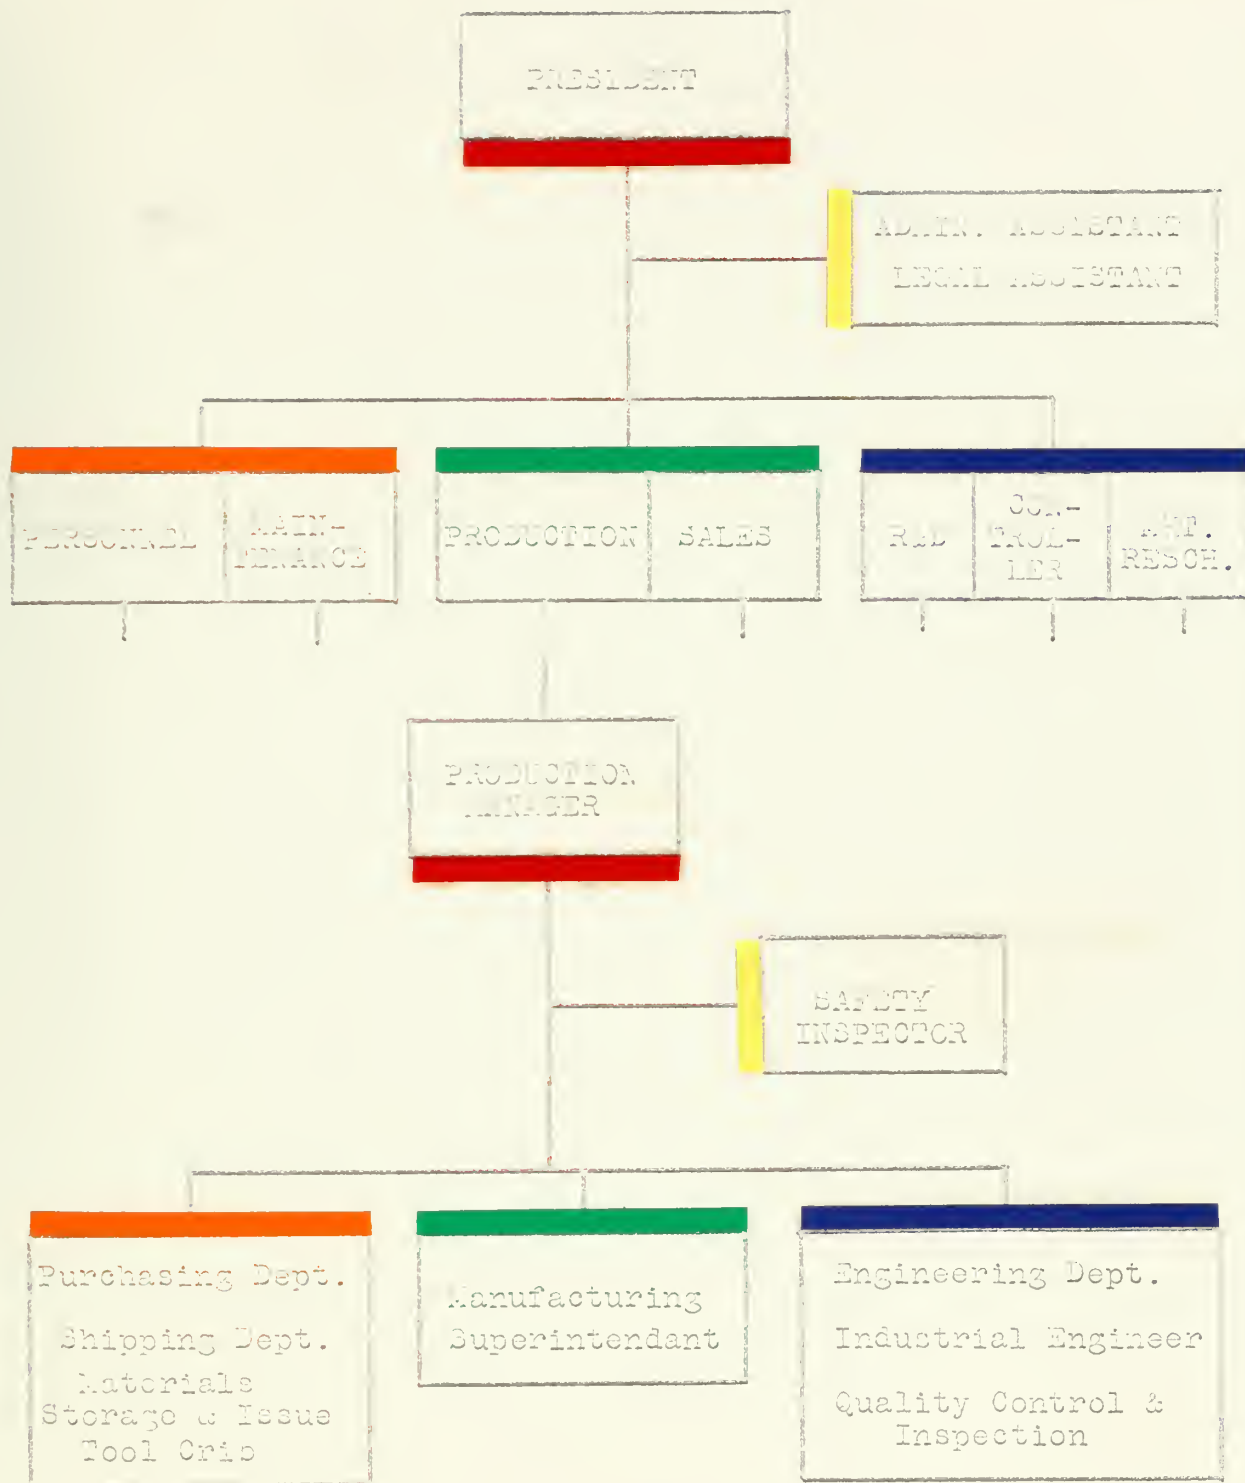 PRESIDENT
ADMIN. ASSISTANT
LEGAL ASSISTANT
PERSONNEL
MAIN-
TENANCE
PRODUCTION
SALES
R&D
CON-
TROL-
LER
RESCH.
PRODUCTION
MANAGER
SAFETY
INSPECTOR
Purchasing Dept.
Shipping Dept.
Materials
Storage & Issue
Tool Crib
Manufacturing
Superintendant
Engineering Dept.
Industrial Engineer
Quality Control &
Inspection